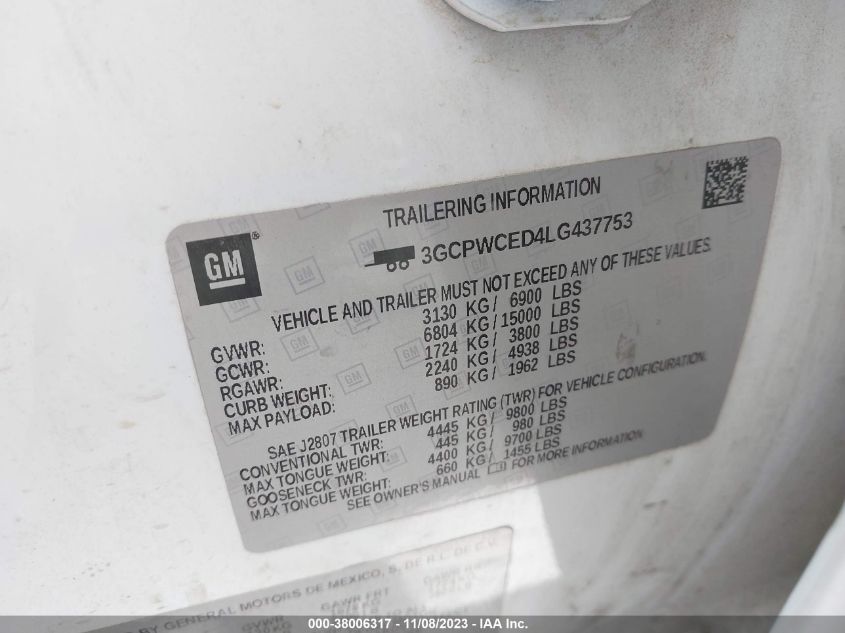 TRAILERING INFORMATION
GM ®
3GCPWCED4LG437753
VEHICLE AND TRAILER MUST NOT EXCEED ANY OF THESE VALUES.
GVWR: 3130 KG / 6900 LBS
GCWR: 6804 KG / 15000 LBS
RGAWR: 1724 KG / 3800 LBS
CURB WEIGHT: 2240 KG / 4938 LBS
MAX PAYLOAD: 890 KG / 1962 LBS
SAE J2807 TRAILER WEIGHT RATING (TWR) FOR VEHICLE CONFIGURATION.
CONVENTIONAL TWR: 4445 KG / 9800 LBS
MAX TONGUE WEIGHT: 445 KG / 980 LBS
GOOSENECK TWR: 4400 KG / 9700 LBS
MAX TONGUE WEIGHT: 660 KG / 1455 LBS
SEE OWNER'S MANUAL FOR MORE INFORMATION
BY GENERAL MOTORS DE MEXICO, S. DE R.L. DE C.V.
GVWR GAWR FRT
000-38006317 - 11/08/2023 - IAA Inc.